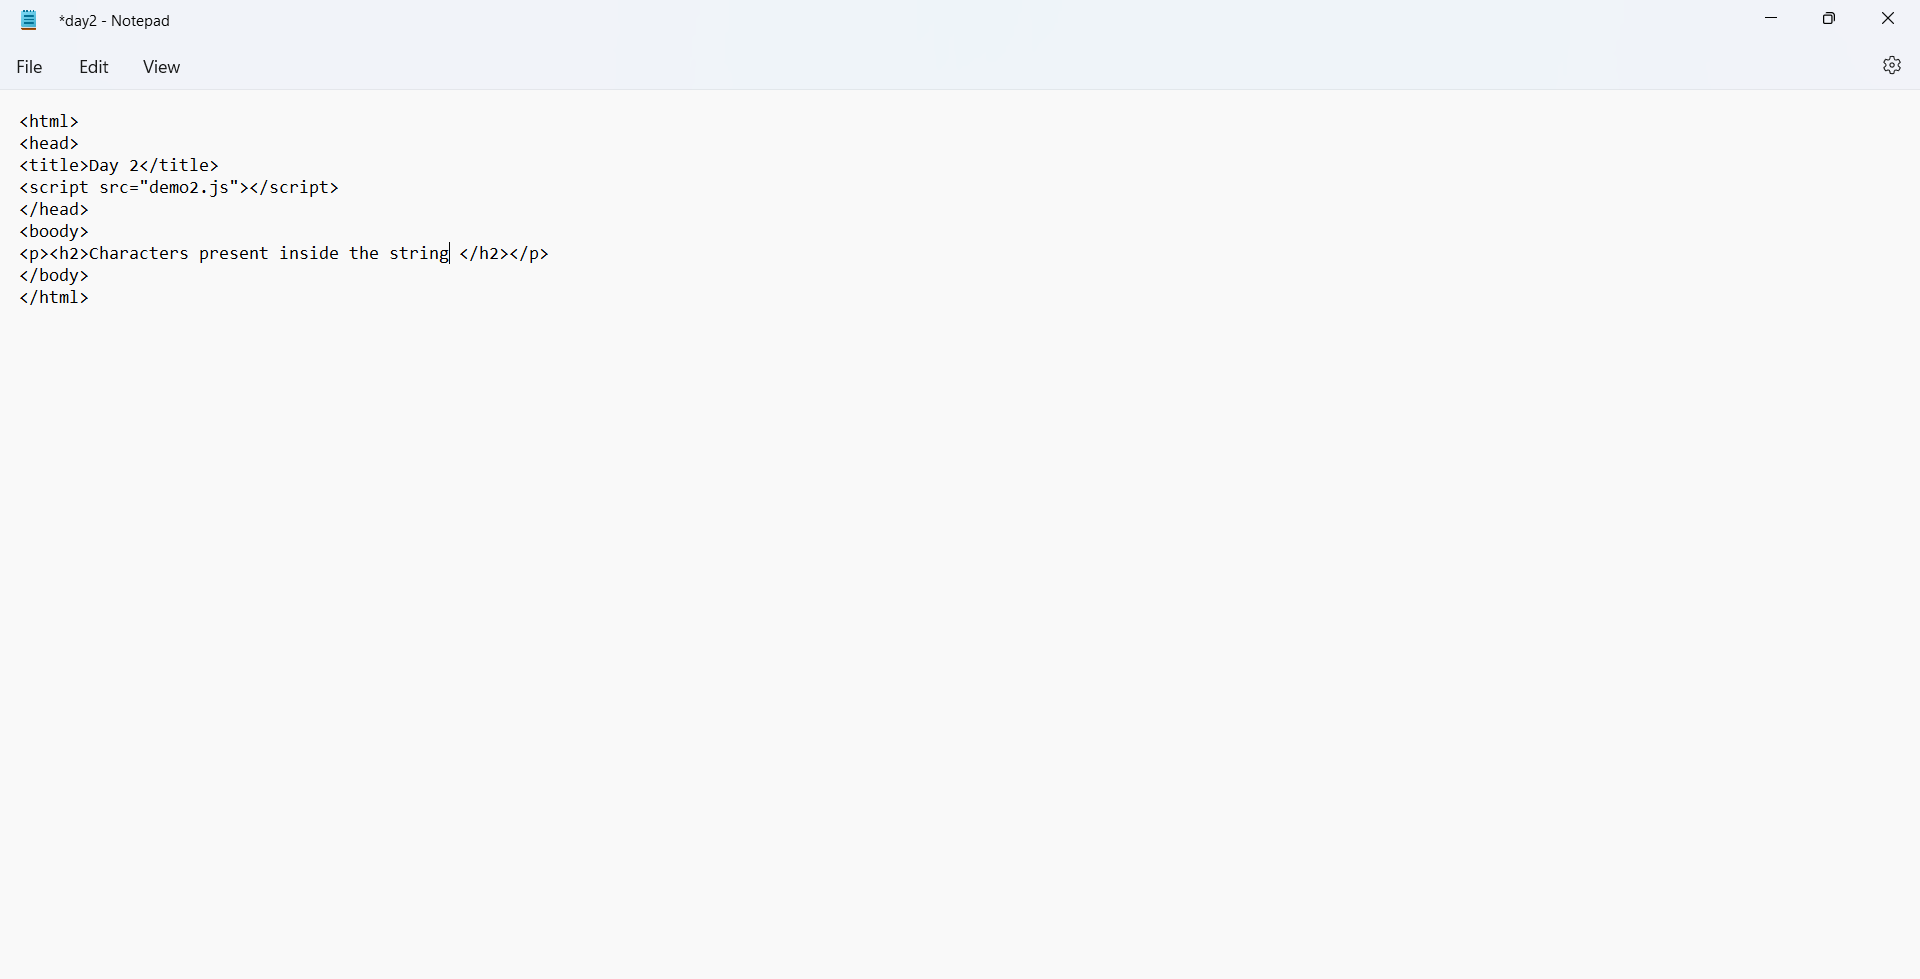 *day2 - Notepad
File Edit View
<html>
<head>
<title>Day 2</title>
<script src="demo2.js"></script>
</head>
<boody>
<p><h2>Characters present inside the string </h2></p>
</body>
</html>